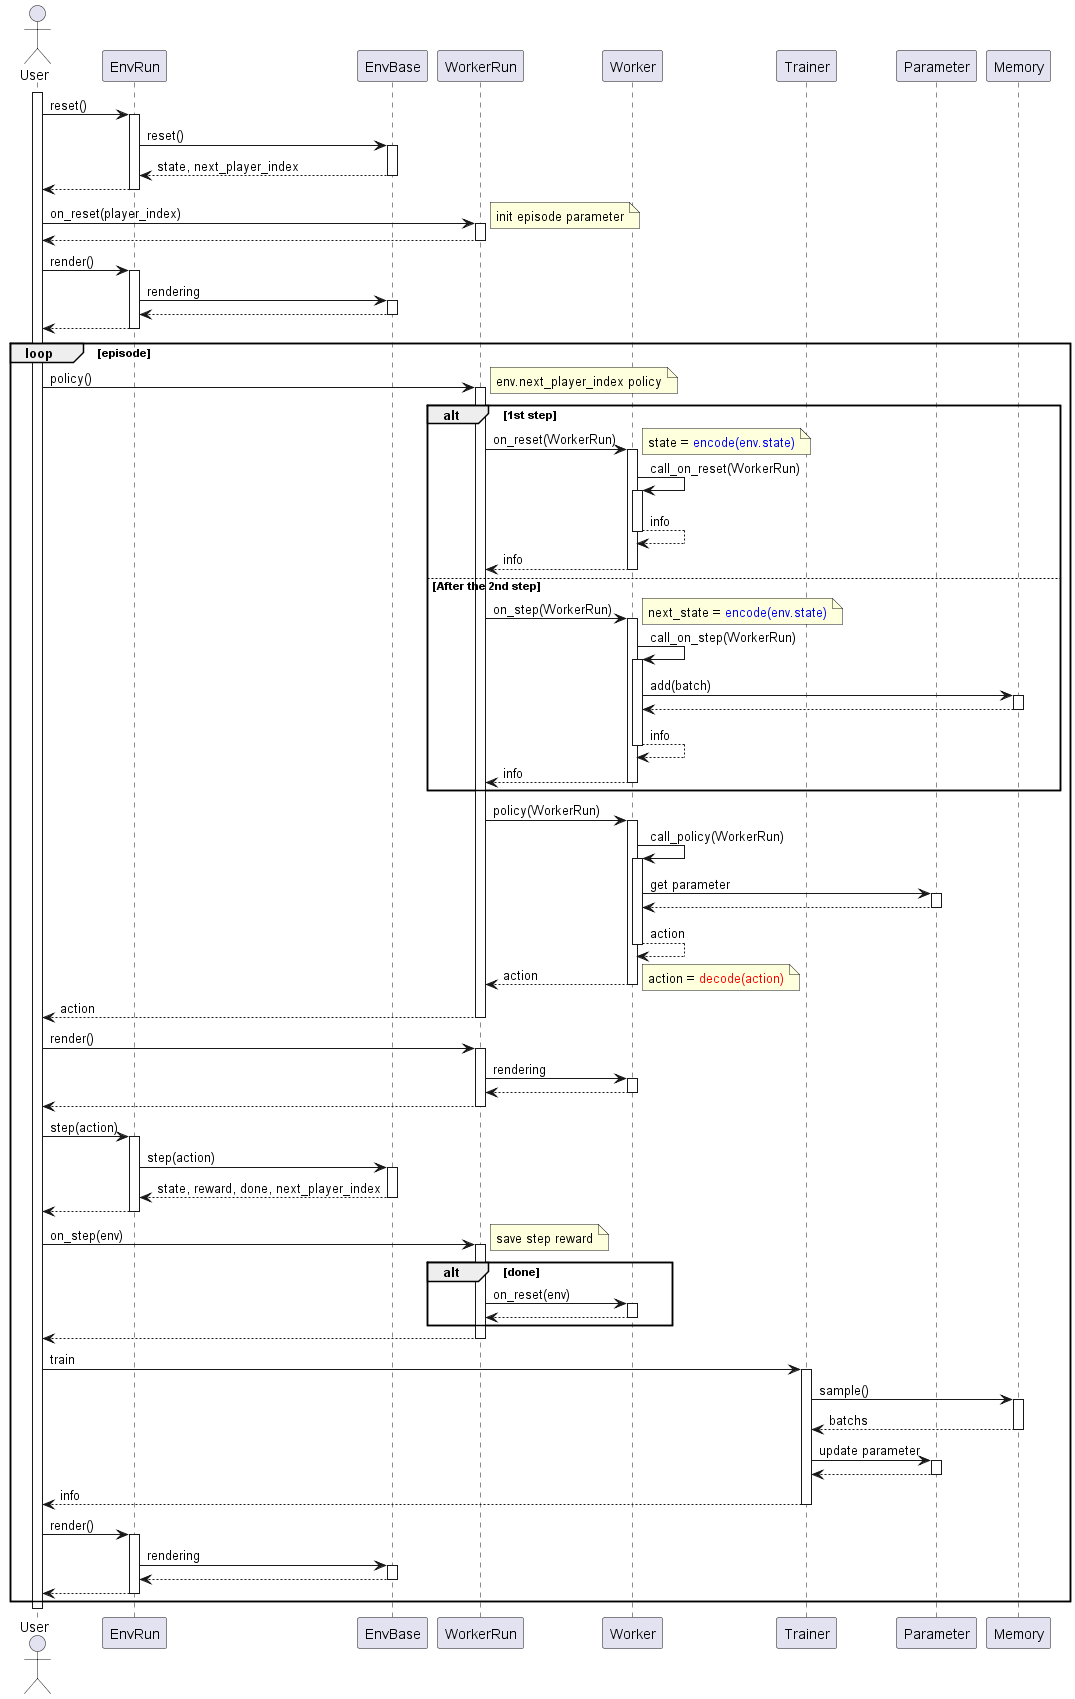 User
EnvRun
EnvBase
WorkerRun
Worker
Trainer
Parameter
Memory
reset()
reset()
state, next_player_index
on_reset(player_index)
init episode parameter
render()
rendering
loop
[episode]
policy()
env.next_player_index policy
alt
[1st step]
on_reset(WorkerRun)
state = encode(env.state)
call_on_reset(WorkerRun)
info
info
[After the 2nd step]
on_step(WorkerRun)
next_state = encode(env.state)
call_on_step(WorkerRun)
add(batch)
info
info
policy(WorkerRun)
call_policy(WorkerRun)
get parameter
action
action
action = decode(action)
action
render()
rendering
step(action)
step(action)
state, reward, done, next_player_index
on_step(env)
save step reward
alt
[done]
on_reset(env)
train
sample()
batchs
update parameter
info
render()
rendering
User
EnvRun
EnvBase
WorkerRun
Worker
Trainer
Parameter
Memory